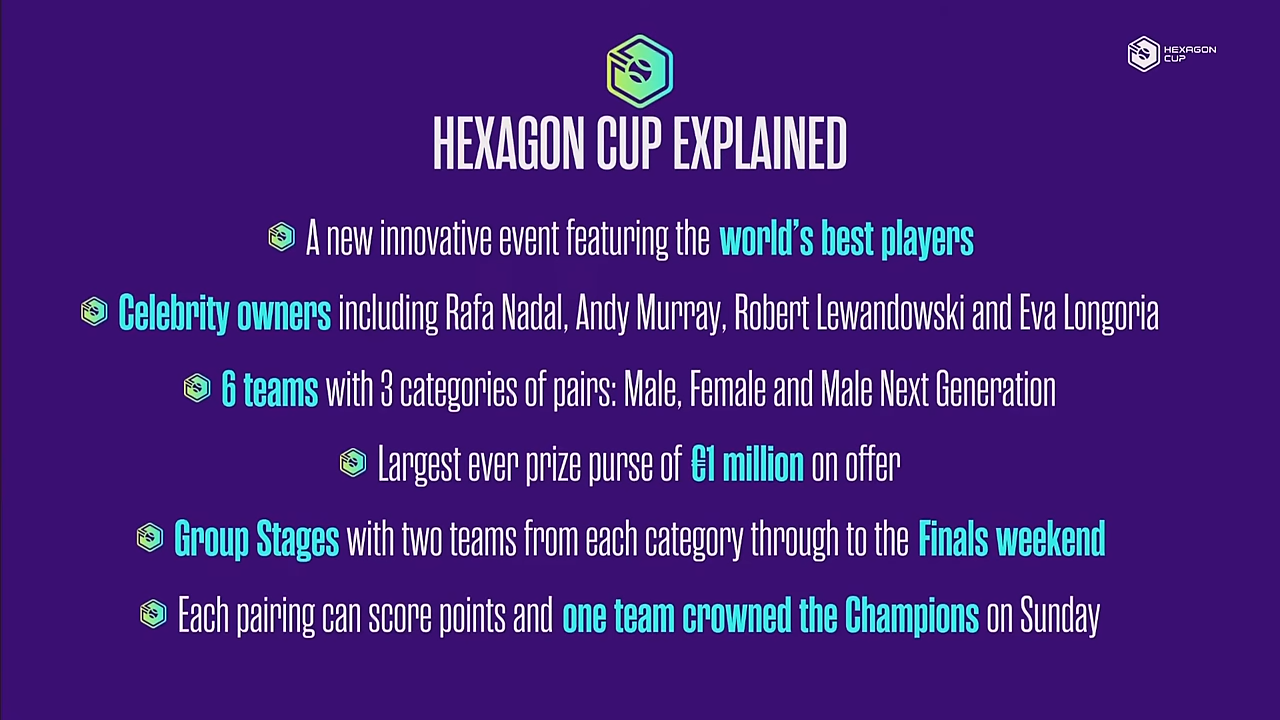 HEXAGON
CUP
HEXAGON CUP EXPLAINED
A new innovative event featuring the world's best players
Celebrity owners including Rafa Nadal, Andy Murray, Robert Lewandowski and Eva Longoria
6 teams with 3 categories of pairs: Male, Female and Male Next Generation
Largest ever prize purse of €1 million on offer
Group Stages with two teams from each category through to the Finals weekend
Each pairing can score points and one team crowned the Champions on Sunday